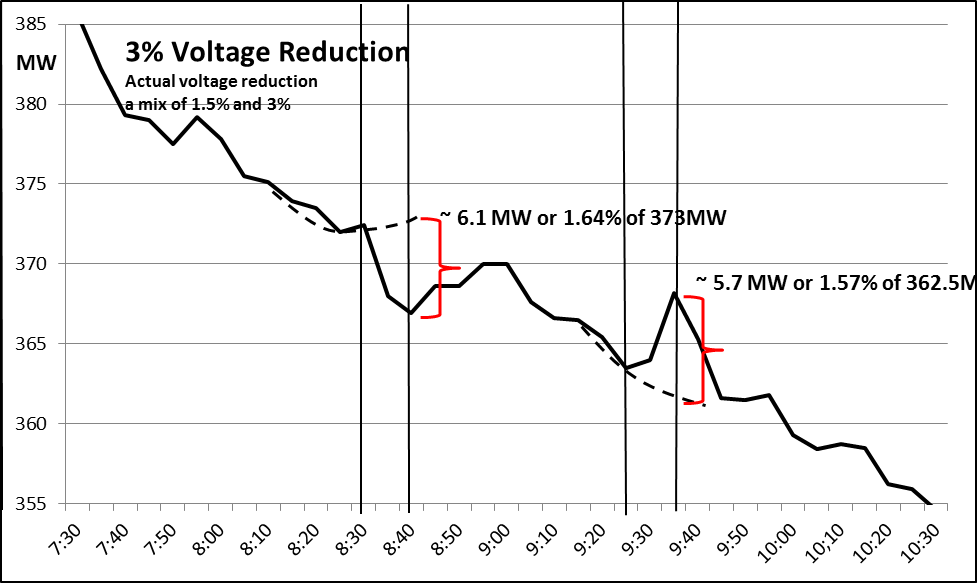 385
3% Voltage Reduction
MW
Actual voltage reduction
a mix of 1.5% and 3%
380
375
~ 6.1 MW or 1.64% of 373MW
370
~ 5.7 MW or 1.57% of 362.5M
365
360
355
7:30 7:40 7:50 8:00 8:10 8:20 8:30 8:40 8:50 9:00 9:10 9:20 9:30 9:40 9:50 10:00 10;10 10:20 10:30